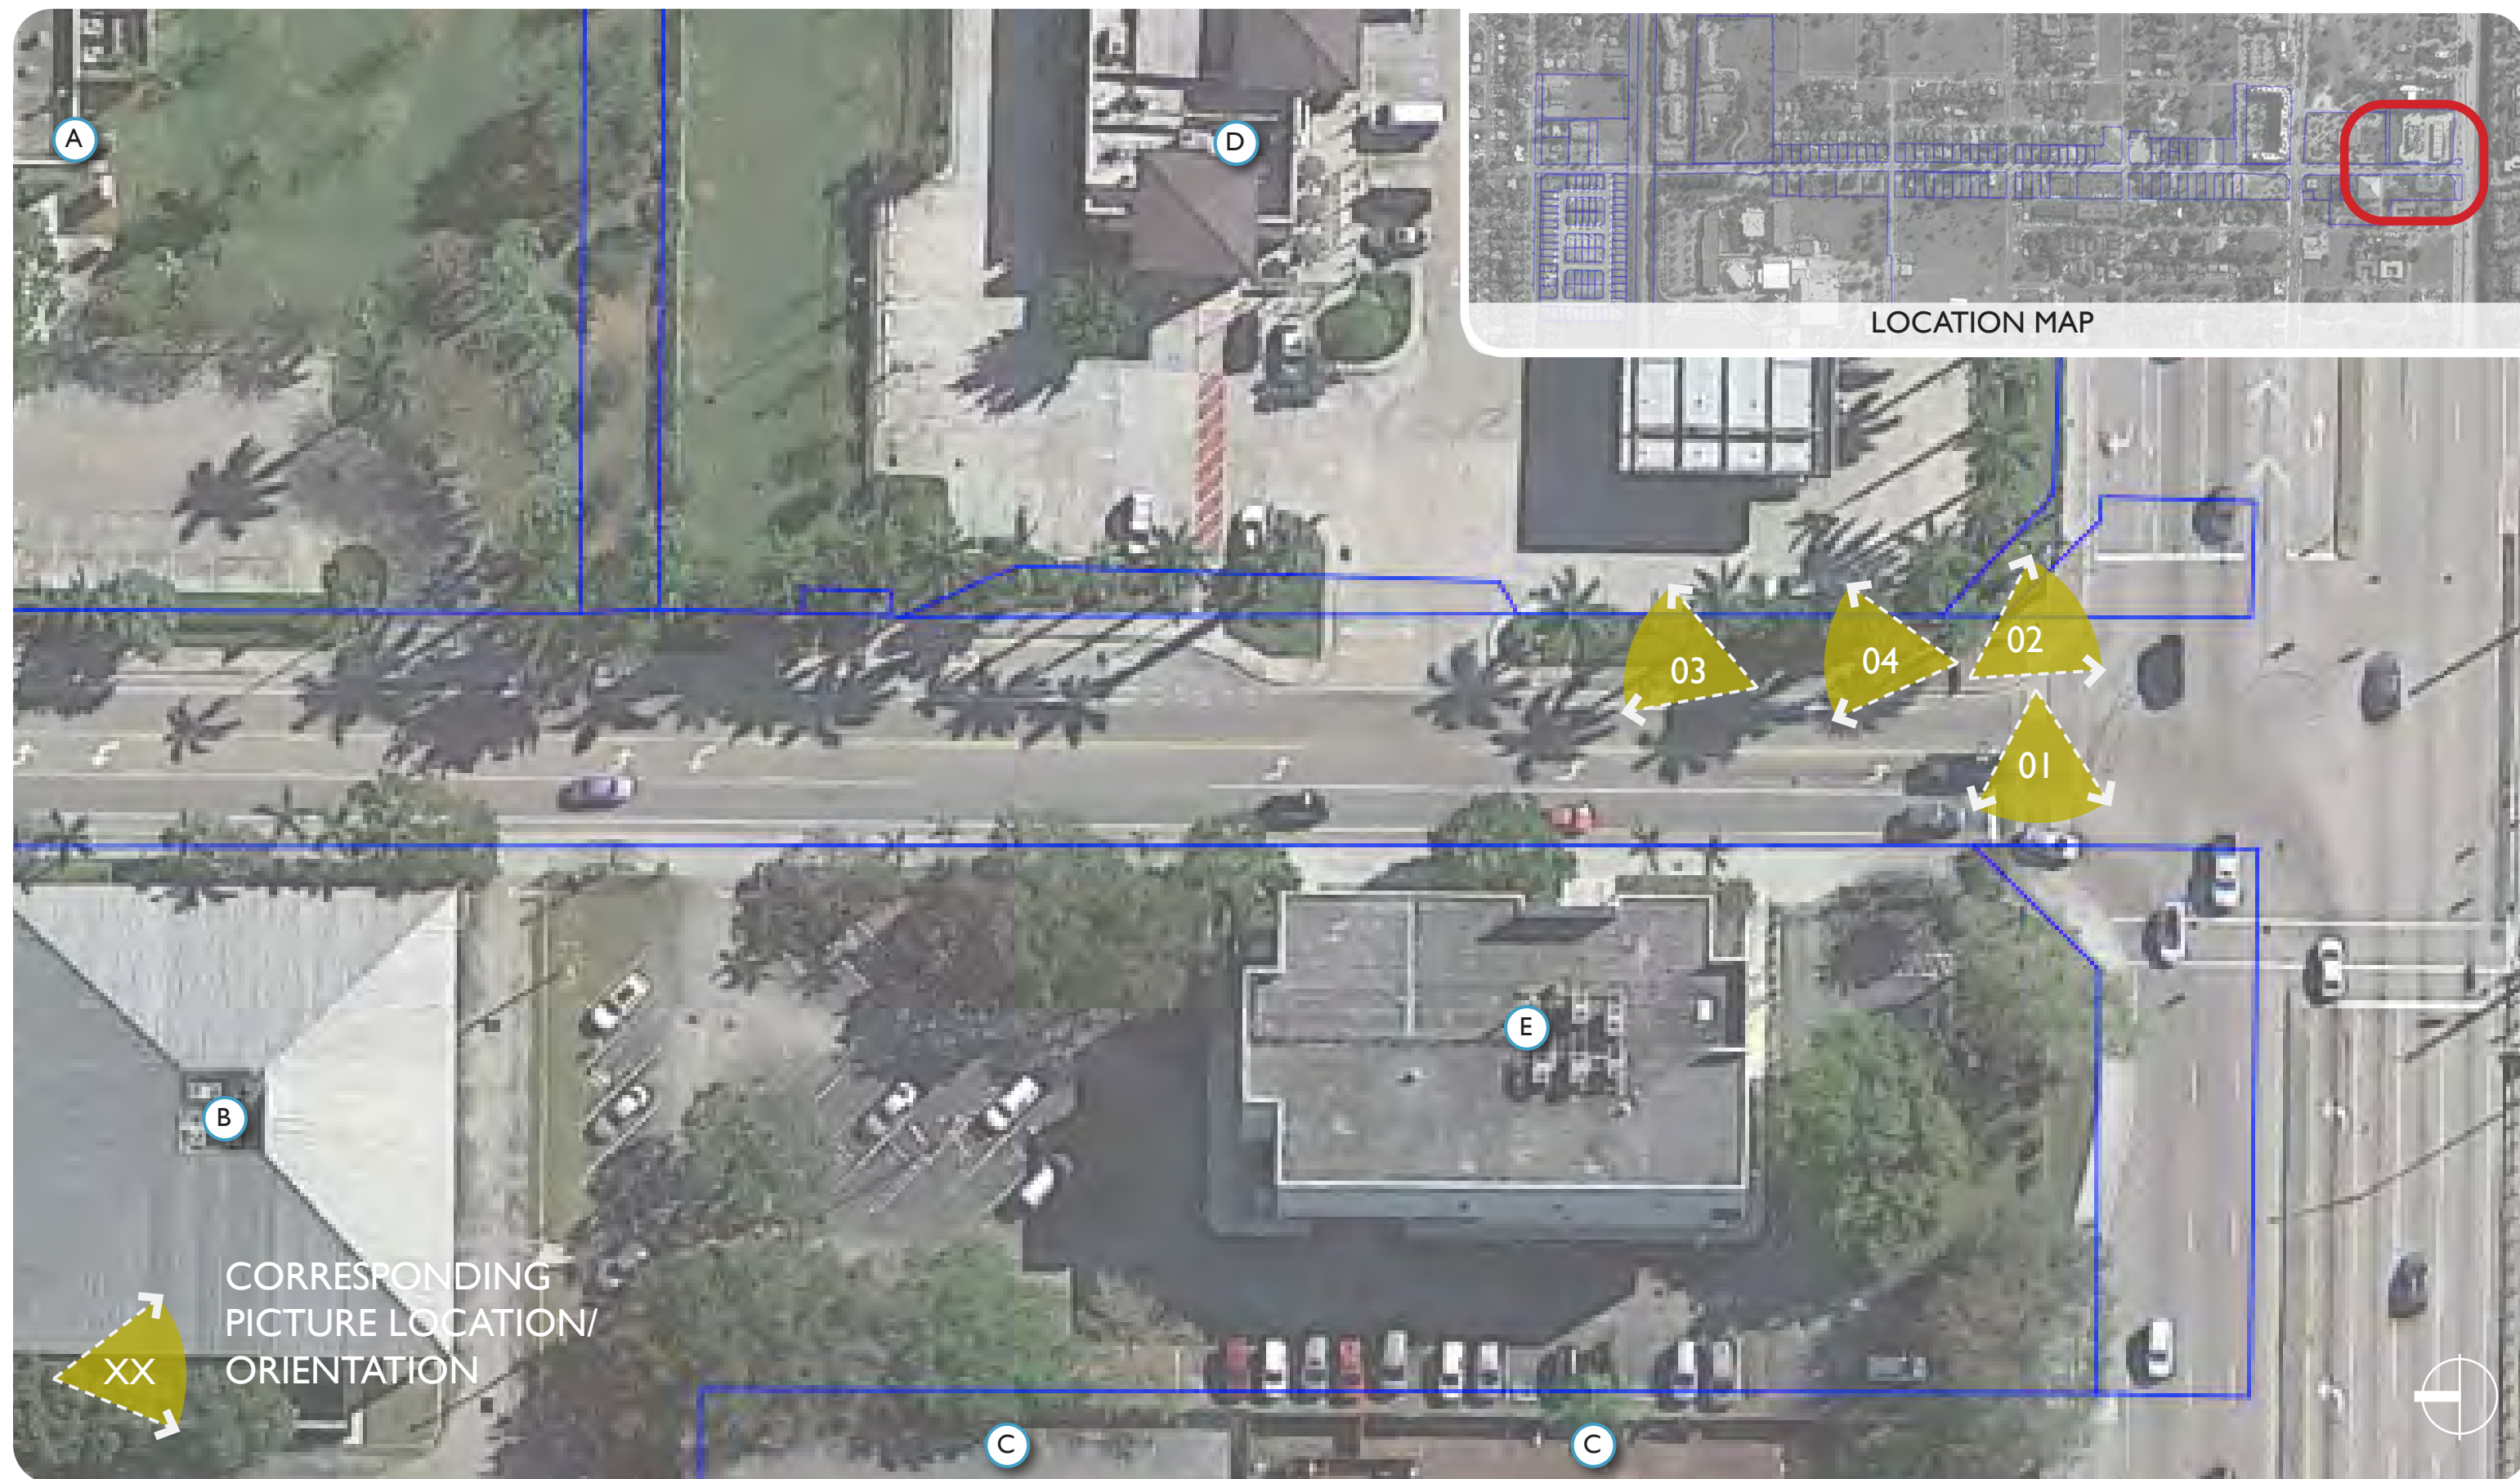 A
D
LOCATION MAP
03
04
02
01
E
B
CORRESPONDING
PICTURE LOCATION/
ORIENTATION
XX
C
C